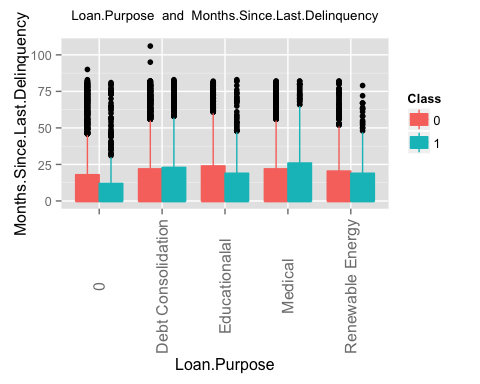 Loan.Purpose and Months.Since.Last.Delinquency
Months.Since.Last.Delinquency
100
75
50
25
0
0
Debt Consolidation
Educationalal
Medical
Renewable Energy
Loan.Purpose
Class
0
1